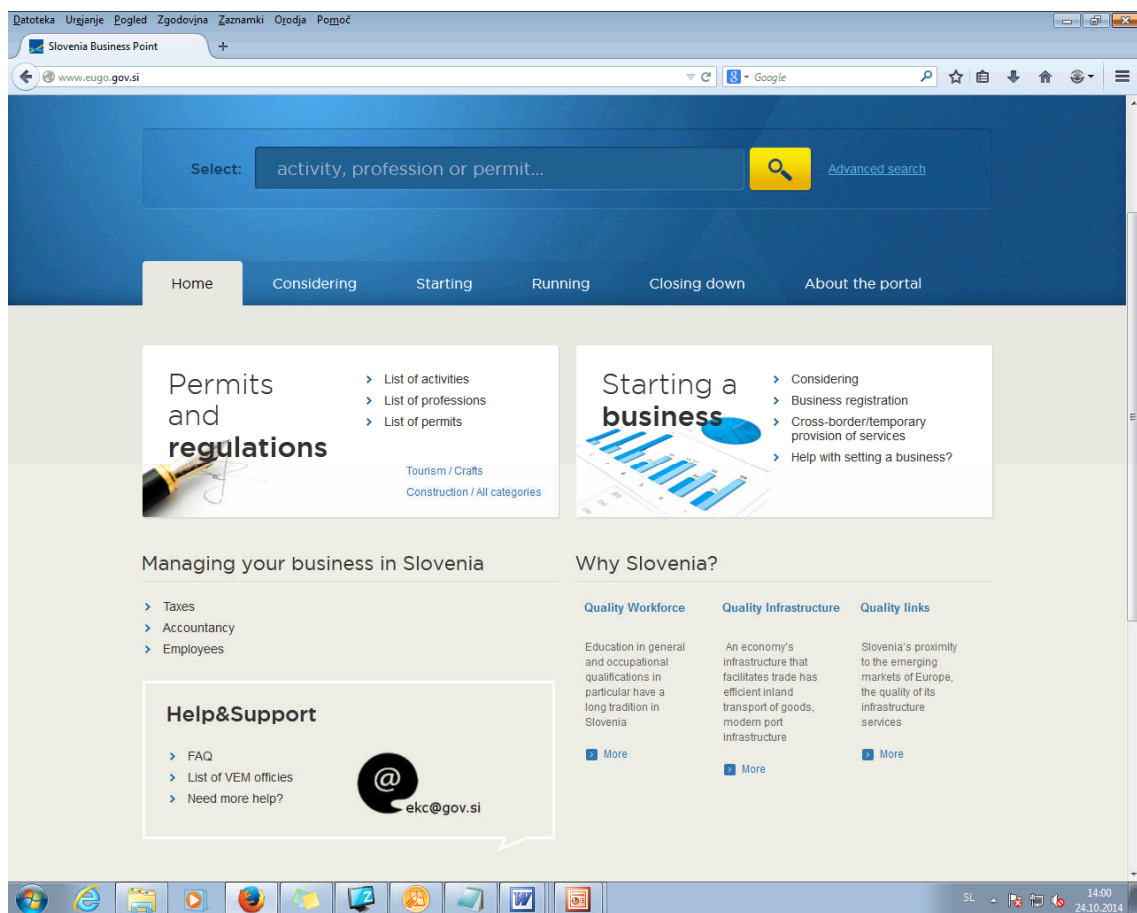 Datoteka Urejanje Pogled Zgodovina Zaznamki Orodja Pomoč
Slovenia Business Point +
www.eugo.gov.si Google
Select: activity, profession or permit... Advanced search
Home Considering Starting Running Closing down About the portal
Permits
and
regulations
List of activities
List of professions
List of permits
Tourism / Crafts
Construction / All categories
Starting a
business
Considering
Business registration
Cross-border/temporary
provision of services
Help with setting a business?
Managing your business in Slovenia
Taxes
Accountancy
Employees
Help&Support
FAQ
List of VEM officies
Need more help?
@
ekc@gov.si
Why Slovenia?
Quality Workforce
Education in general
and occupational
qualifications in
particular have a
long tradition in
Slovenia
More
Quality Infrastructure
An economy's
infrastructure that
facilitates trade has
efficient inland
transport of goods,
modern port
infrastructure
More
Quality links
Slovenia's proximity
to the emerging
markets of Europe,
the quality of its
infrastructure
services
More
SL
14:00
24.10.2014